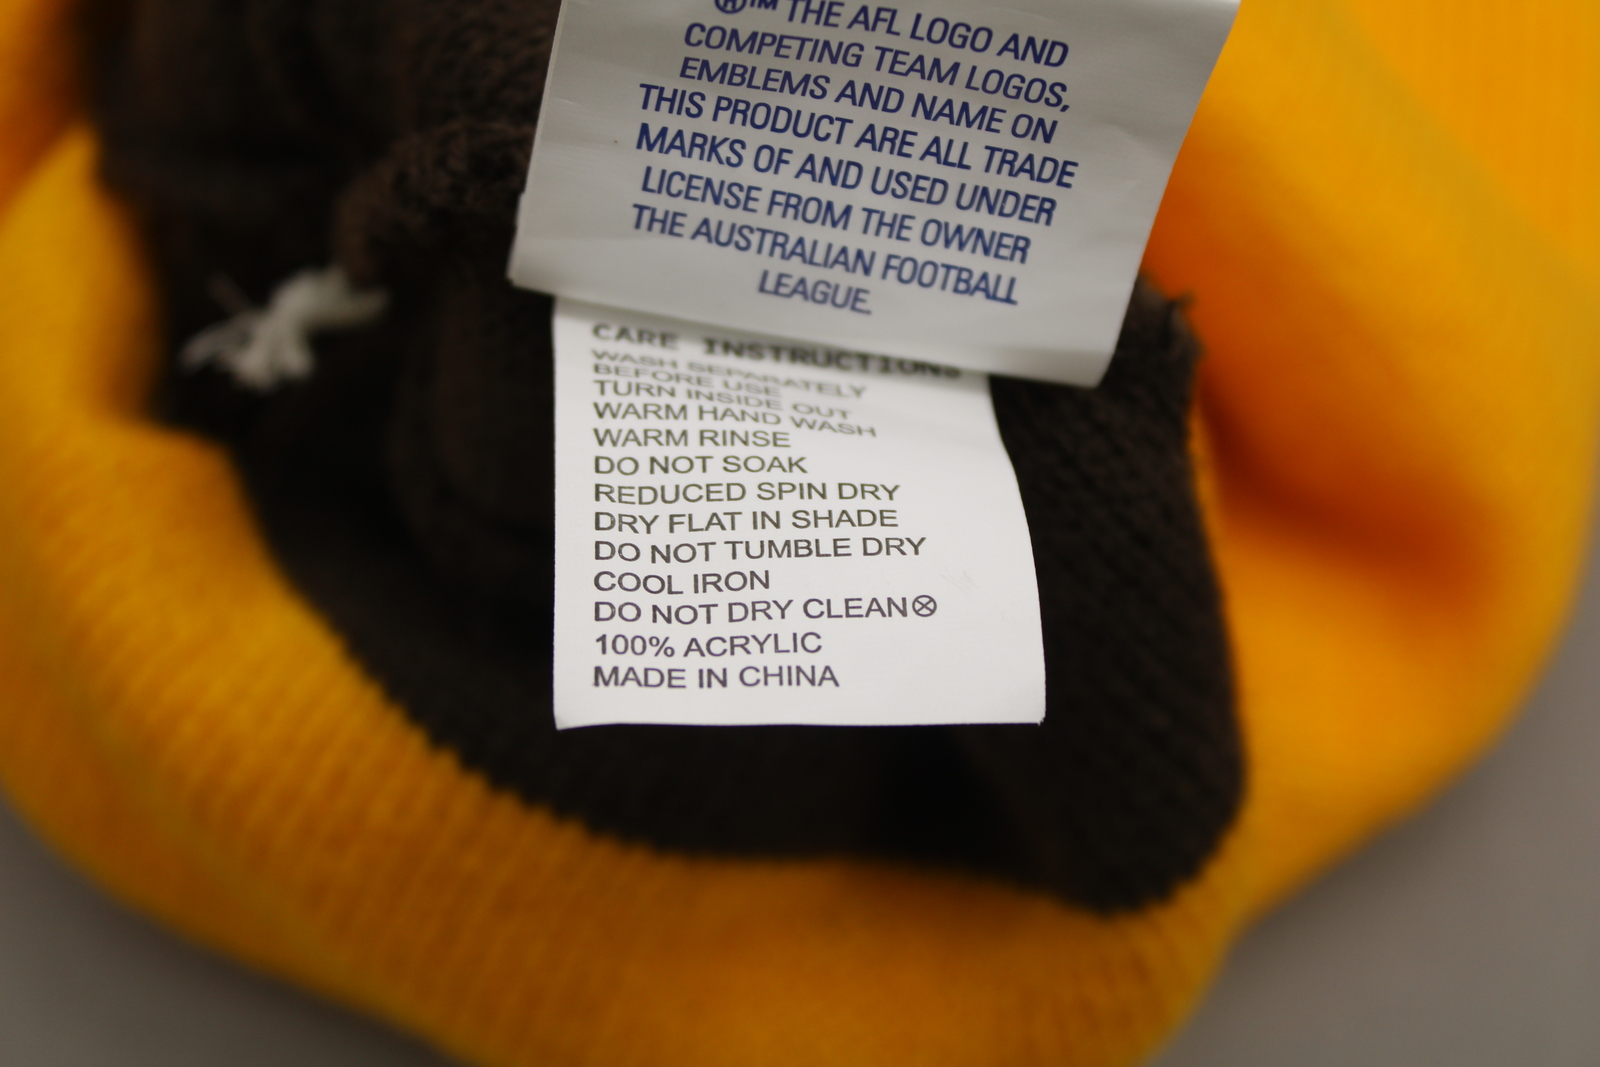 ®™ THE AFL LOGO AND
COMPETING TEAM LOGOS,
EMBLEMS AND NAME ON
THIS PRODUCT ARE ALL TRADE
MARKS OF AND USED UNDER
LICENSE FROM THE OWNER
THE AUSTRALIAN FOOTBALL
LEAGUE.
CARE INSTRUCTIONS
WASH SEPARATELY
BEFORE USE
TURN INSIDE OUT
WARM HAND WASH
WARM RINSE
DO NOT SOAK
REDUCED SPIN DRY
DRY FLAT IN SHADE
DO NOT TUMBLE DRY
COOL IRON
DO NOT DRY CLEAN⊗
100% ACRYLIC
MADE IN CHINA